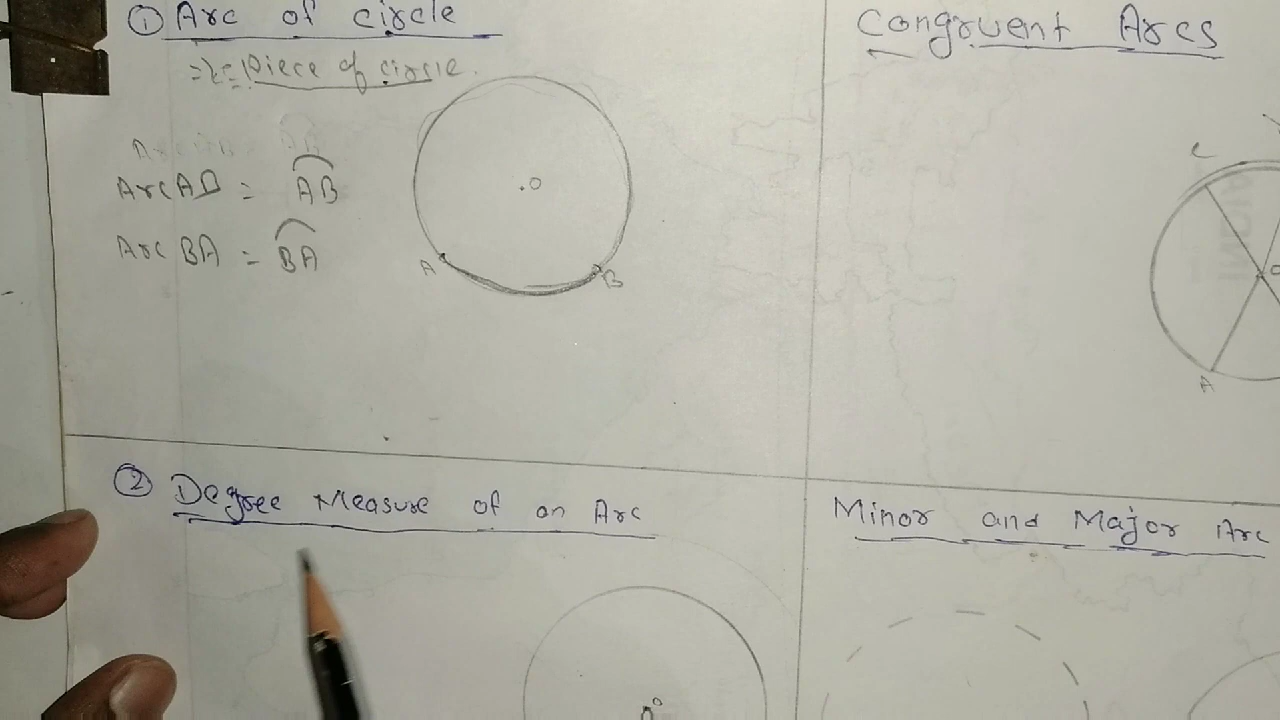 ① Arc of circle
piece of circle.
Arc AB = AB
Arc BA = BA
.O
A
B
Congruent Arcs
C
O
A
② Degree Measure of an Arc
Minor and Major Arc